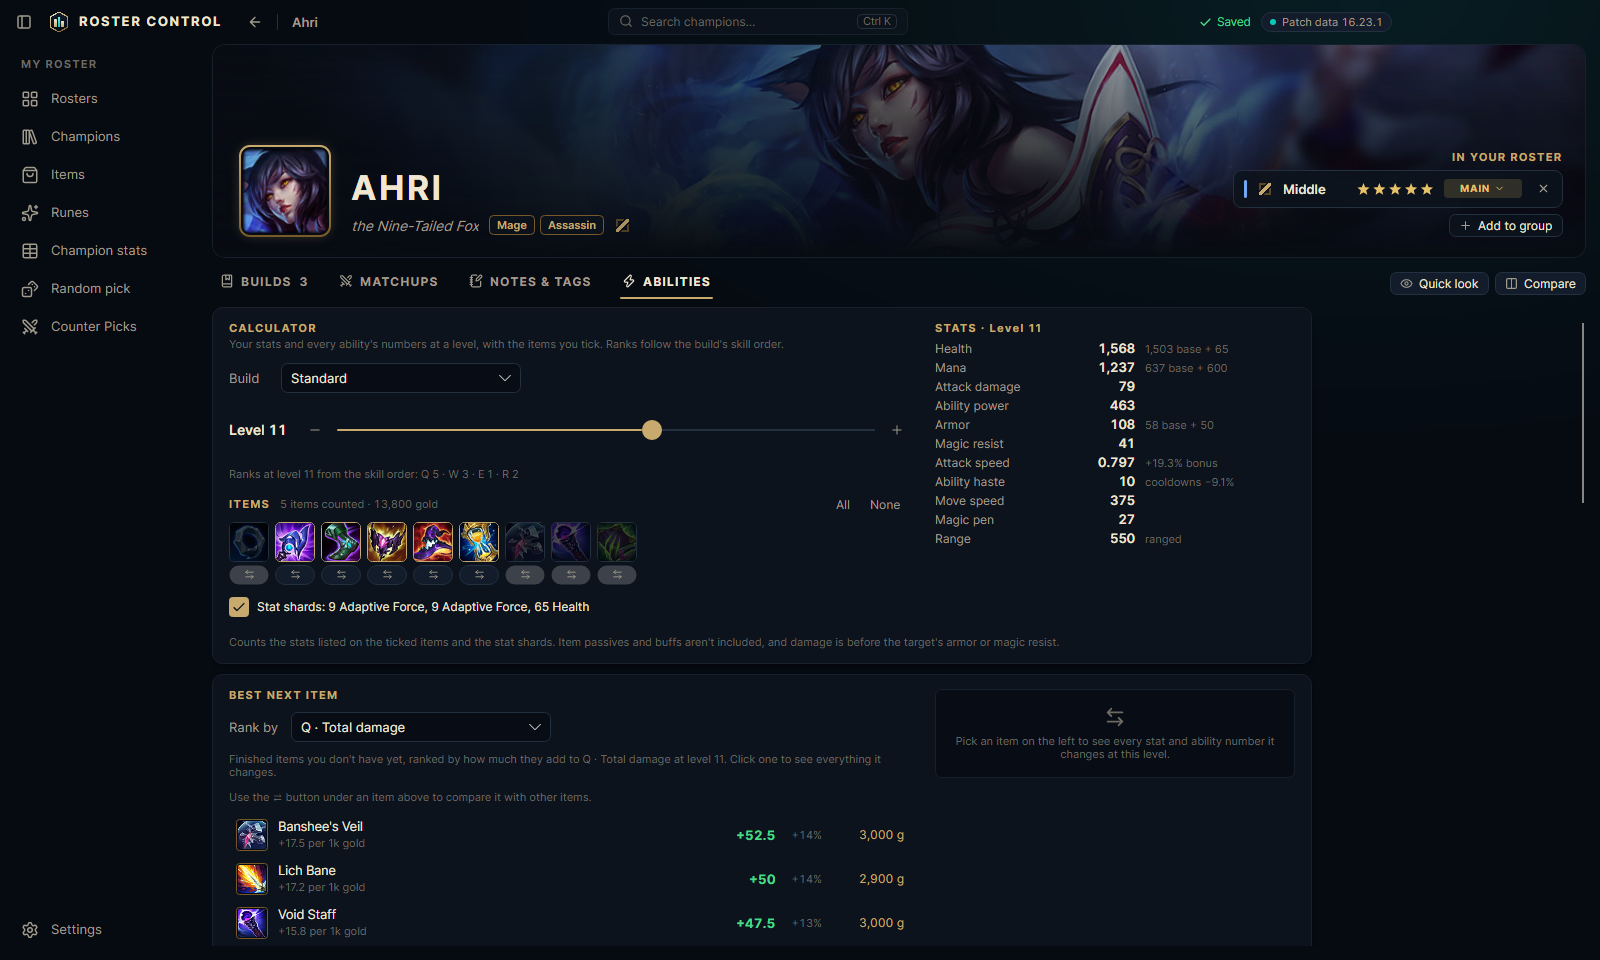 ROSTER CONTROL
Ahri
Search champions...
Ctrl K
Saved
Patch data 16.23.1
MY ROSTER
Rosters
Champions
Items
Runes
Champion stats
Random pick
Counter Picks
Settings
AHRI
the Nine-Tailed Fox
Mage
Assassin
IN YOUR ROSTER
Middle
MAIN
Add to group
BUILDS 3
MATCHUPS
NOTES & TAGS
ABILITIES
Quick look
Compare
CALCULATOR
Your stats and every ability's numbers at a level, with the items you tick. Ranks follow the build's skill order.
Build
Standard
Level 11
Ranks at level 11 from the skill order: Q 5 · W 3 · E 1 · R 2
ITEMS 5 items counted · 13,800 gold
All
None
Stat shards: 9 Adaptive Force, 9 Adaptive Force, 65 Health
Counts the stats listed on the ticked items and the stat shards. Item passives and buffs aren't included, and damage is before the target's armor or magic resist.
STATS · Level 11
Health 1,568 1,503 base + 65
Mana 1,237 637 base + 600
Attack damage 79
Ability power 463
Armor 108 58 base + 50
Magic resist 41
Attack speed 0.797 +19.3% bonus
Ability haste 10 cooldowns −9.1%
Move speed 375
Magic pen 27
Range 550 ranged
BEST NEXT ITEM
Rank by
Q · Total damage
Finished items you don't have yet, ranked by how much they add to Q · Total damage at level 11. Click one to see everything it
changes.
Use the ⇄ button under an item above to compare it with other items.
Banshee's Veil
+17.5 per 1k gold
+52.5 +14% 3,000 g
Lich Bane
+17.2 per 1k gold
+50 +14% 2,900 g
Void Staff
+15.8 per 1k gold
+47.5 +13% 3,000 g
Pick an item on the left to see every stat and ability number it
changes at this level.